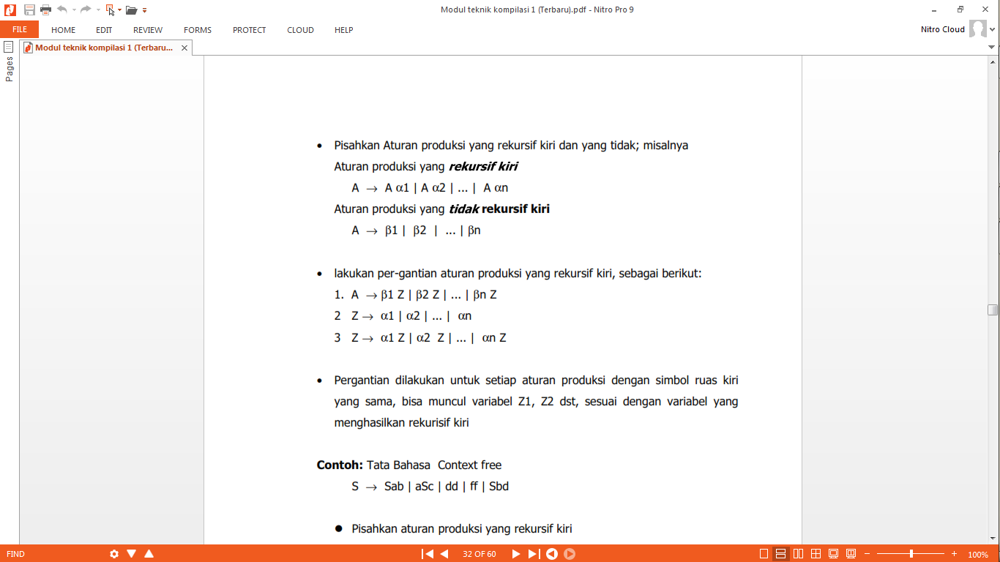 Modul teknik kompilasi 1 (Terbaru).pdf - Nitro Pro 9
FILE HOME EDIT REVIEW FORMS PROTECT CLOUD HELP Nitro Cloud
Modul teknik kompilasi 1 (Terbaru...
Pages
• Pisahkan Aturan produksi yang rekursif kiri dan yang tidak; misalnya
Aturan produksi yang rekursif kiri
A → A α1 | A α2 | ... | A αn
Aturan produksi yang tidak rekursif kiri
A → β1 | β2 | ... | βn
• lakukan per-gantian aturan produksi yang rekursif kiri, sebagai berikut:
1. A → β1 Z | β2 Z | ... | βn Z
2 Z → α1 | α2 | ... | αn
3 Z → α1 Z | α2 Z | ... | αn Z
• Pergantian dilakukan untuk setiap aturan produksi dengan simbol ruas kiri
yang sama, bisa muncul variabel Z1, Z2 dst, sesuai dengan variabel yang
menghasilkan rekurisif kiri
Contoh: Tata Bahasa Context free
S → Sab | aSc | dd | ff | Sbd
● Pisahkan aturan produksi yang rekursif kiri
FIND 32 OF 60 100%